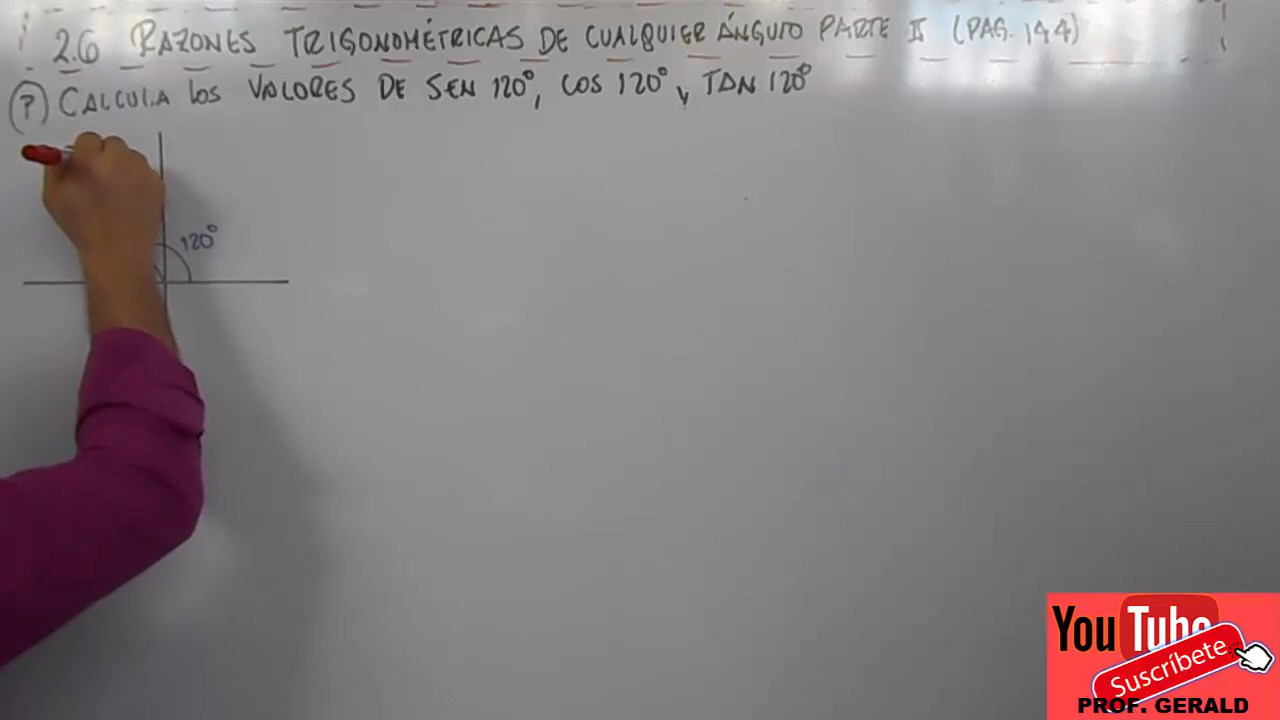 2.6 RAZONES TRIGONOMÉTRICAS DE CUALQUIER ÁNGULO PARTE II (PAG. 144)
(P) CALCULA los VALORES DE SEN 120°, COS 120° y TAN 120°
120°
YouTube
Suscríbete
PROF. GERALD